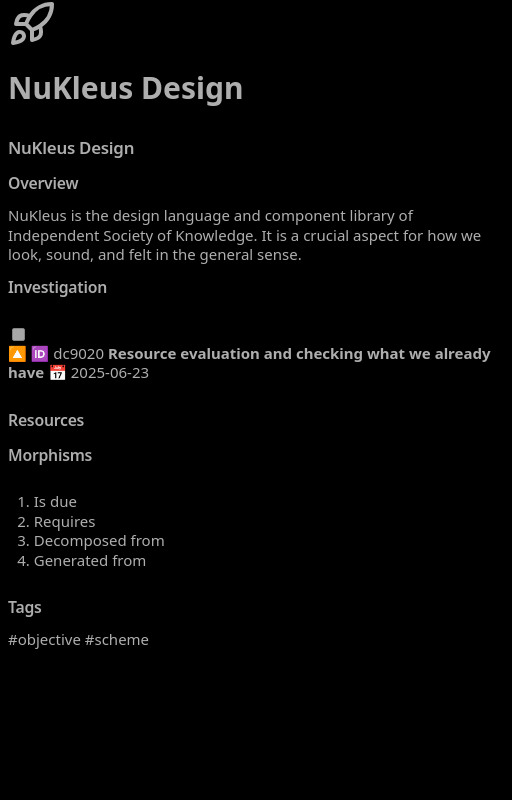 NuKleus Design
NuKleus Design
Overview
NuKleus is the design language and component library of
Independent Society of Knowledge. It is a crucial aspect for how we
look, sound, and felt in the general sense.
Investigation
🔼 🆔 dc9020 Resource evaluation and checking what we already
have 📅 2025-06-23
Resources
Morphisms
1. Is due
2. Requires
3. Decomposed from
4. Generated from
Tags
#objective #scheme